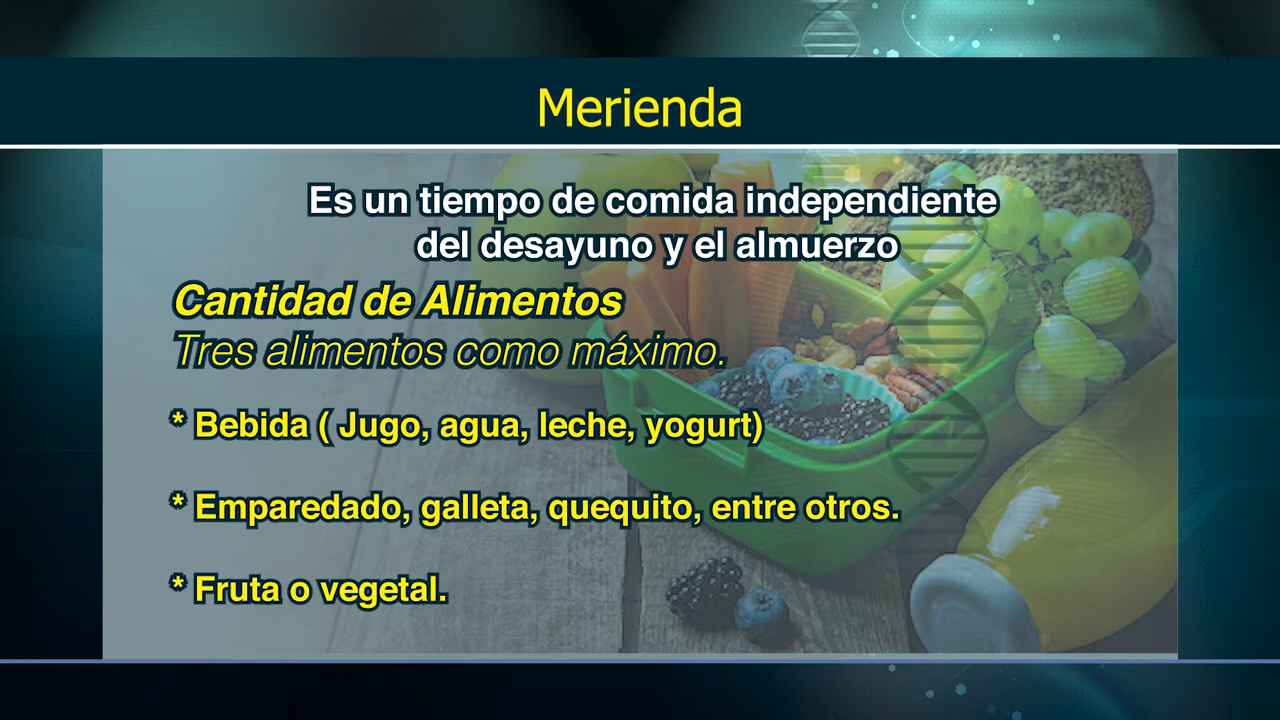 Merienda
Es un tiempo de comida independiente
del desayuno y el almuerzo
Cantidad de Alimentos
Tres alimentos como máximo.
* Bebida ( Jugo, agua, leche, yogurt)
* Emparedado, galleta, quequito, entre otros.
* Fruta o vegetal.